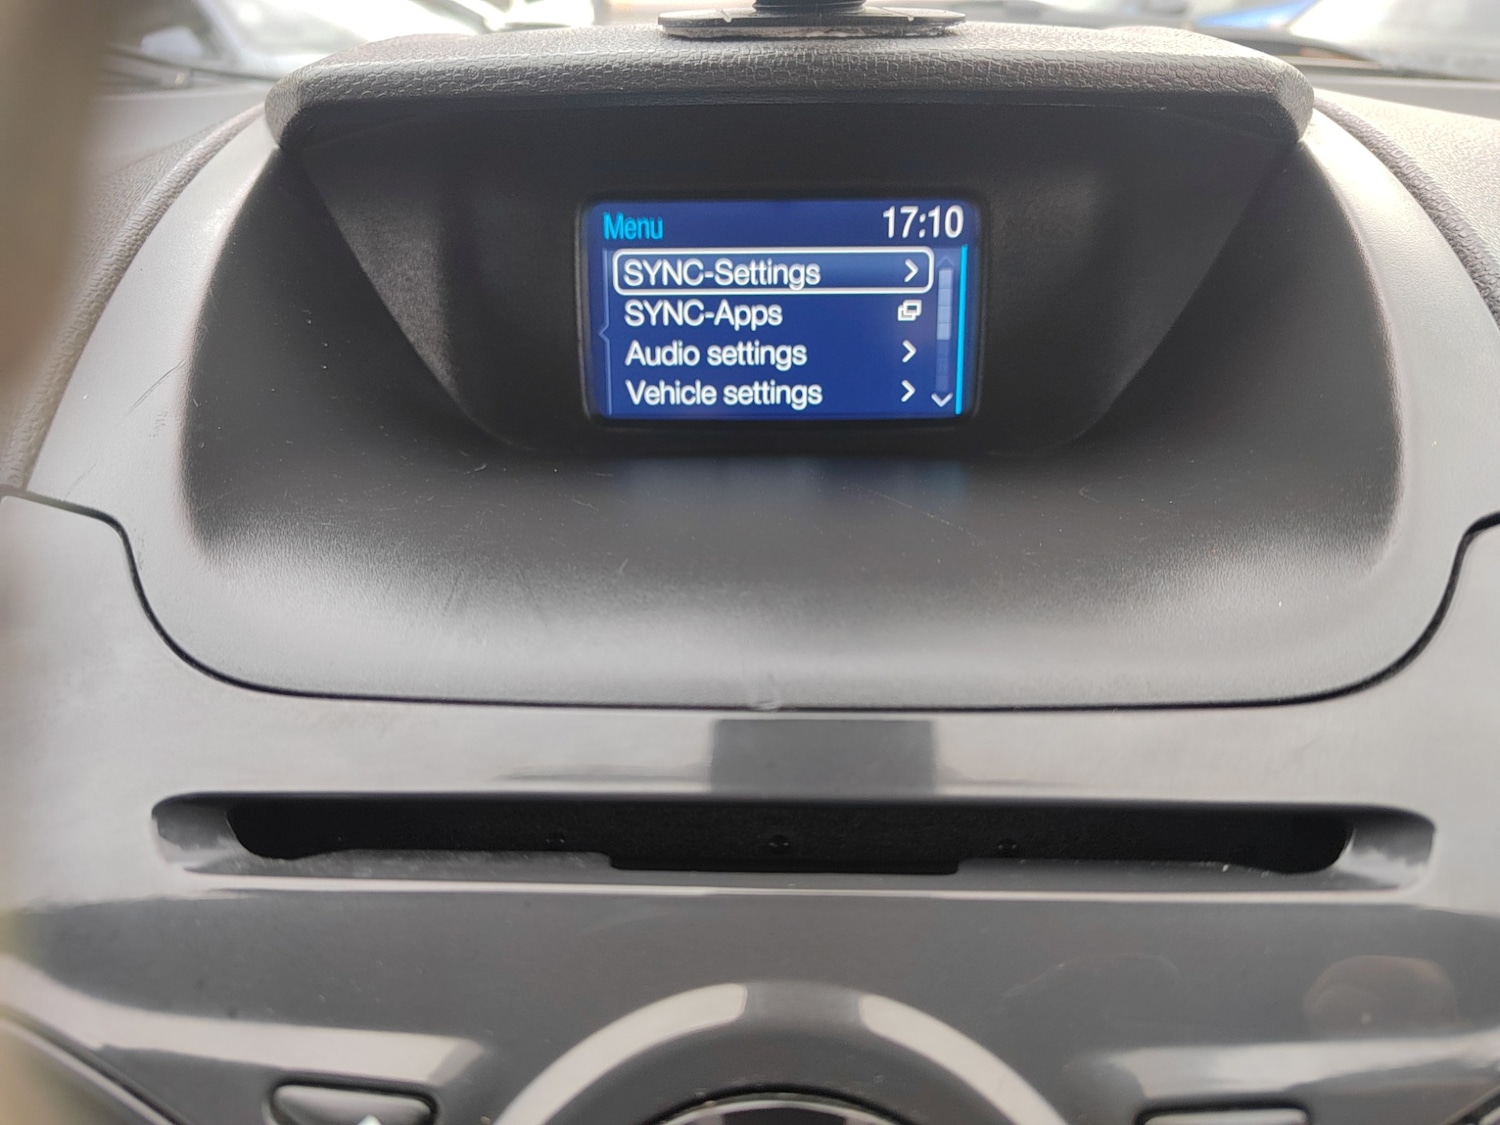 Menu 17:10
SYNC-Settings
SYNC-Apps
Audio settings
Vehicle settings